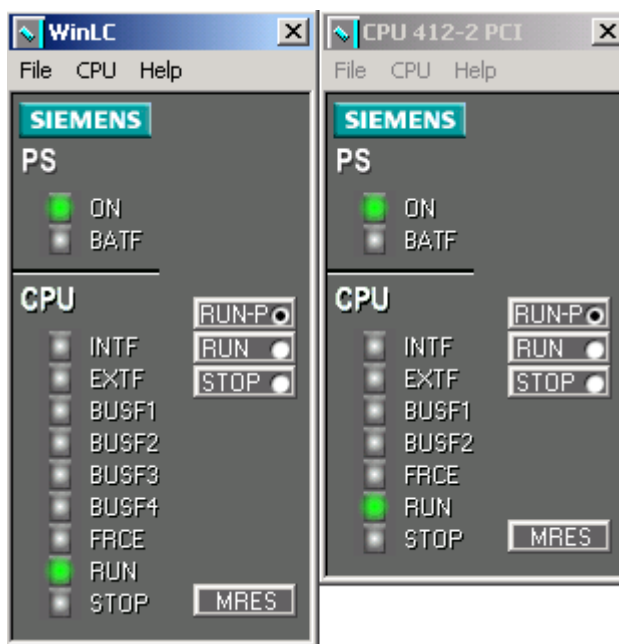 WinLC
File CPU Help
SIEMENS
PS
ON
BATF
CPU
RUN-P
INTF
RUN
EXTF
STOP
BUSF1
BUSF2
BUSF3
BUSF4
FRCE
RUN
STOP
MRES
CPU 412-2 PCI
File CPU Help
SIEMENS
PS
ON
BATF
CPU
RUN-P
INTF
RUN
EXTF
STOP
BUSF1
BUSF2
FRCE
RUN
STOP
MRES